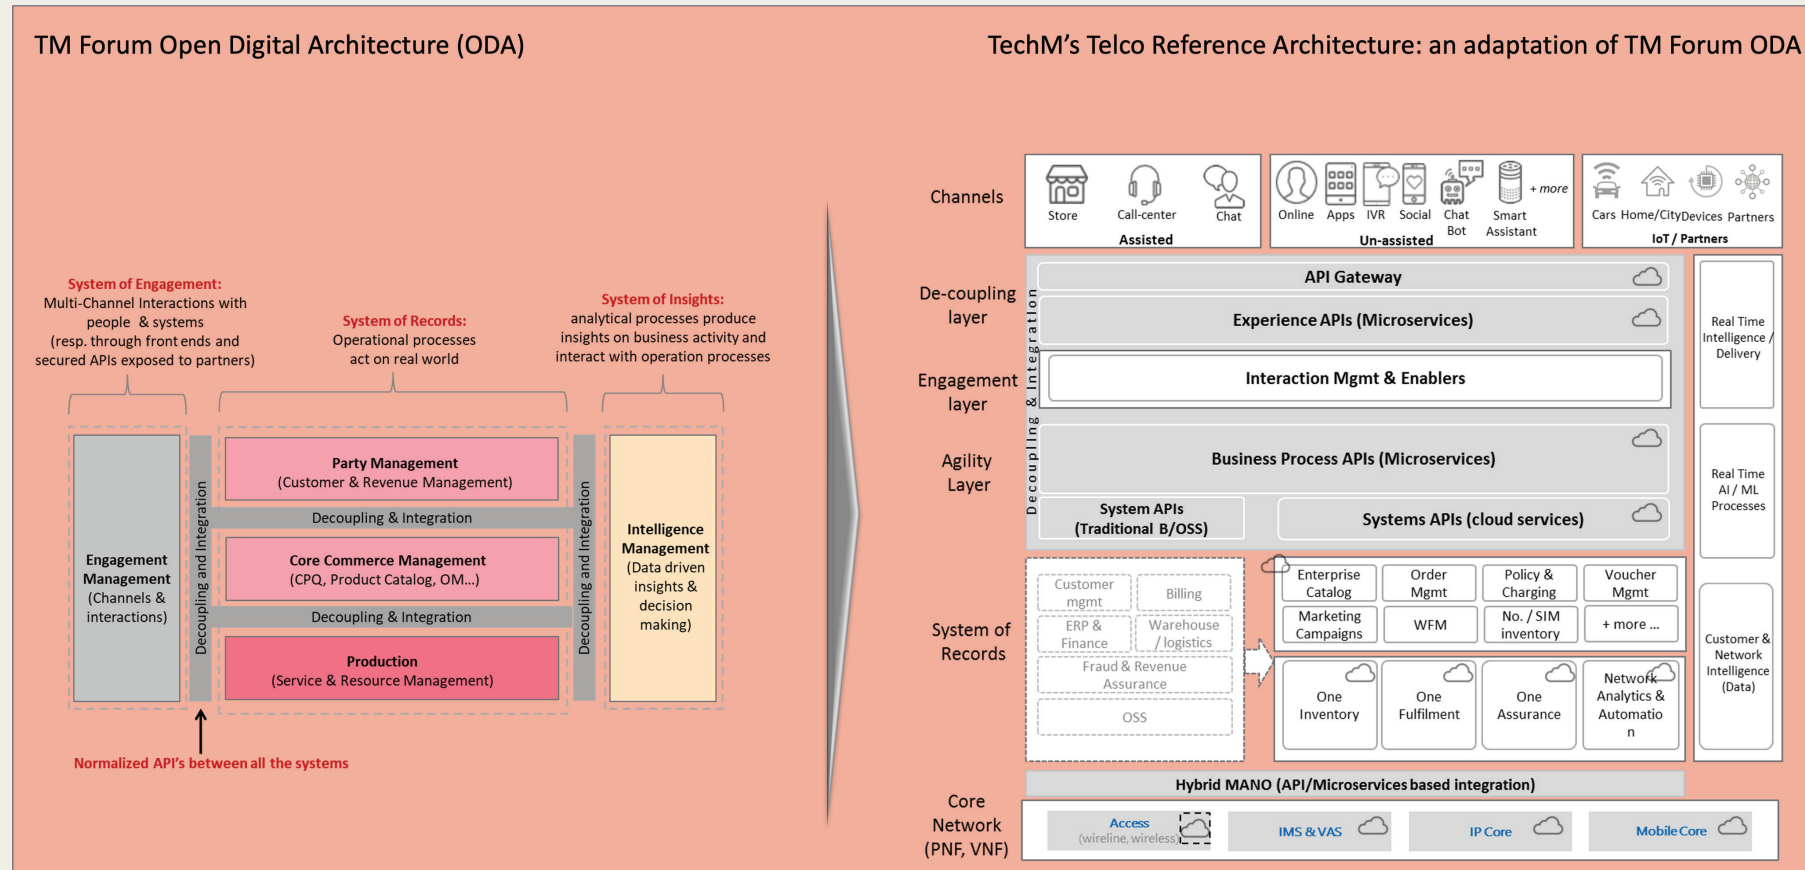 TM Forum Open Digital Architecture (ODA)
System of Engagement:
Multi-Channel Interactions with
people & systems
(resp. through front ends and
secured APIs exposed to partners)
System of Records:
Operational processes
act on real world
System of Insights:
analytical processes produce
insights on business activity and
interact with operation processes
Engagement
Management
(Channels &
interactions)
Decoupling and Integration
Party Management
(Customer & Revenue Management)
Decoupling & Integration
Core Commerce Management
(CPQ, Product Catalog, OM...)
Decoupling & Integration
Production
(Service & Resource Management)
Decoupling and Integration
Intelligence
Management
(Data driven
insights &
decision
making)
Normalized API's between all the systems
TechM's Telco Reference Architecture: an adaptation of TM Forum ODA
Channels
Store
Call-center
Chat
Assisted
Online
Apps
IVR
Social
Chat
Bot
Smart
Assistant
+ more
Un-assisted
Cars
Home/City
Devices
Partners
IoT / Partners
De-coupling
layer
Engagement
layer
Agility
Layer
Decoupling & Integration
API Gateway
Experience APIs (Microservices)
Interaction Mgmt & Enablers
Business Process APIs (Microservices)
System APIs
(Traditional B/OSS)
Systems APIs (cloud services)
Real Time
Intelligence /
Delivery
Real Time
AI / ML
Processes
Customer &
Network
Intelligence
(Data)
System of
Records
Customer
mgmt
Billing
ERP &
Finance
Warehouse
/ logistics
Fraud & Revenue
Assurance
OSS
Enterprise
Catalog
Order
Mgmt
Policy &
Charging
Voucher
Mgmt
Marketing
Campaigns
WFM
No. / SIM
inventory
+ more ...
One
Inventory
One
Fulfilment
One
Assurance
Network
Analytics &
Automatio
n
Hybrid MANO (API/Microservices based integration)
Core
Network
(PNF, VNF)
Access
(wireline, wireless)
IMS & VAS
IP Core
Mobile Core